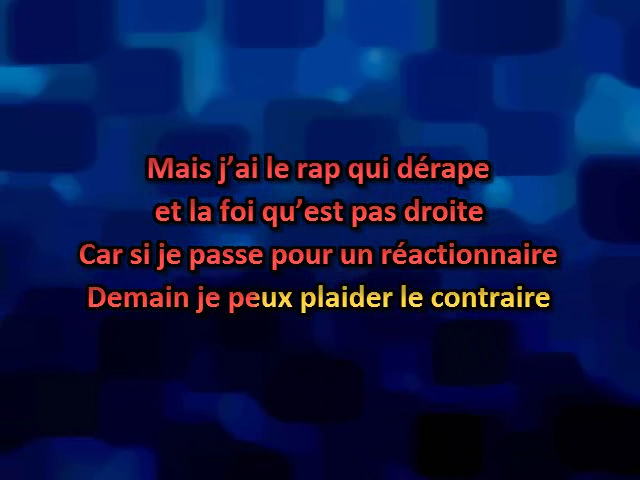 Mais j’ai le rap qui dérape
et la foi qu’est pas droite
Car si je passe pour un réactionnaire
Demain je peux plaider le contraire